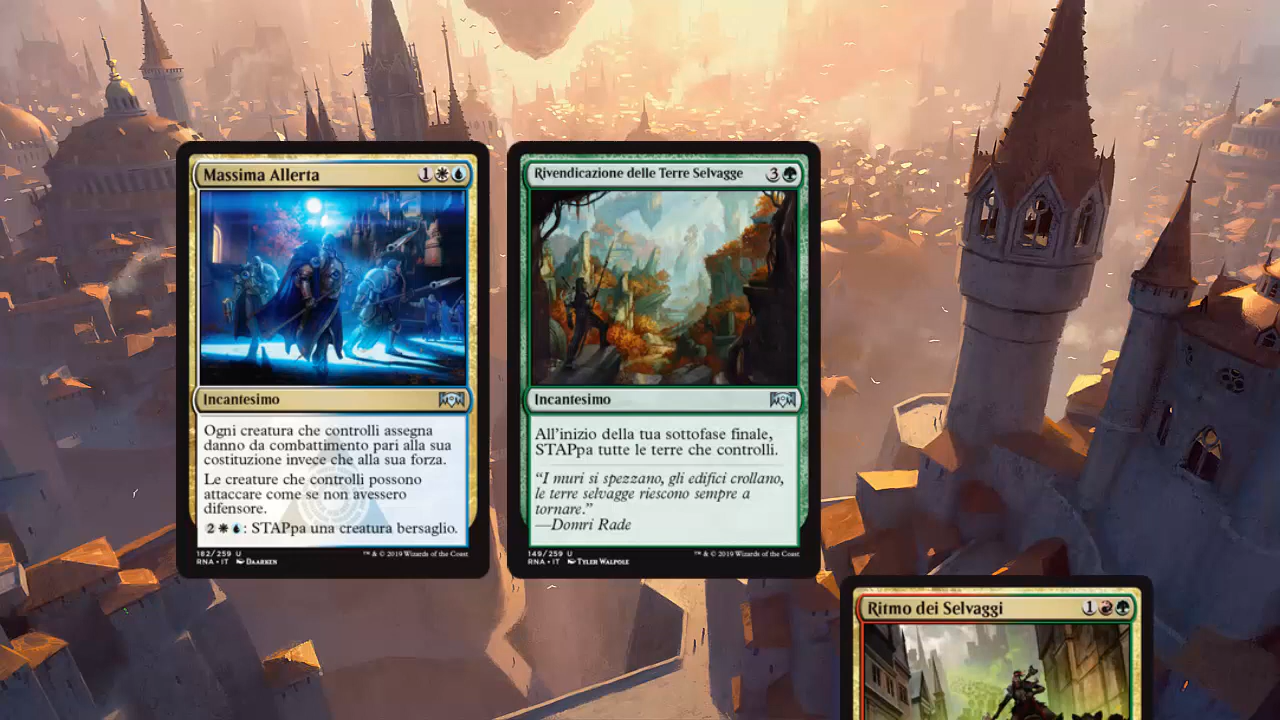 Massima Allerta 1
Incantesimo
Ogni creatura che controlli assegna
danno da combattimento pari alla sua
costituzione invece che alla sua forza.
Le creature che controlli possono
attaccare come se non avessero
difensore.
2 : STAPpa una creatura bersaglio.
162/259 U ™ & © 2019 Wizards of the Coast
RNA • IT DAARKEN
Rivendicazione delle Terre Selvagge 3
Incantesimo
All'inizio della tua sottofase finale,
STAPpa tutte le terre che controlli.
“I muri si spezzano, gli edifici crollano,
le terre selvagge riescono sempre a
tornare.”
—Domri Rade
149/259 U ™ & © 2019 Wizards of the Coast
RNA • IT TYLER WALPOLE
Ritmo dei Selvaggi 1